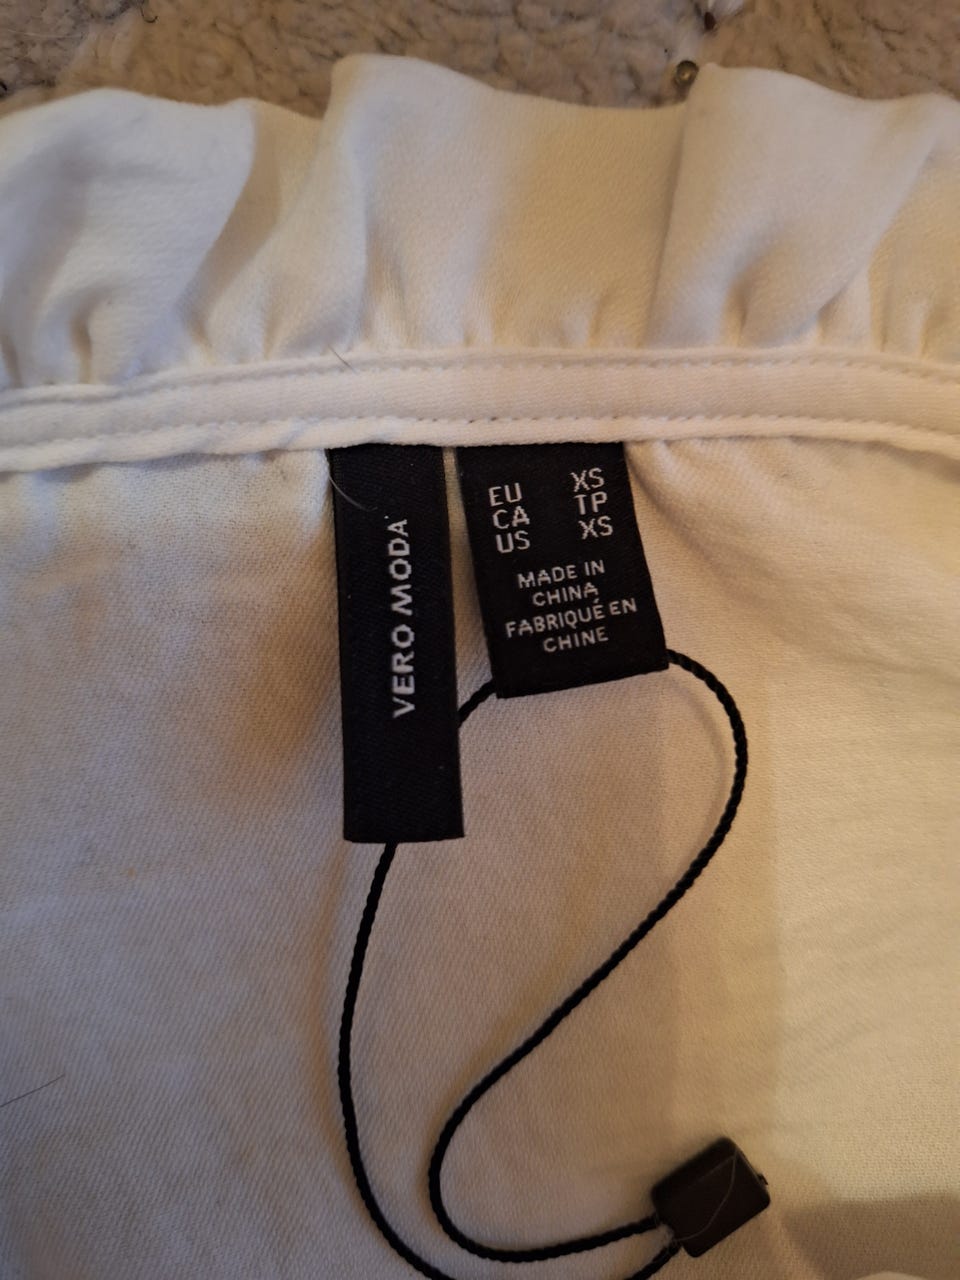 VERO MODA
EU XS
CA TP
US XS
MADE IN
CHINA
FABRIQUÉ EN
CHINE